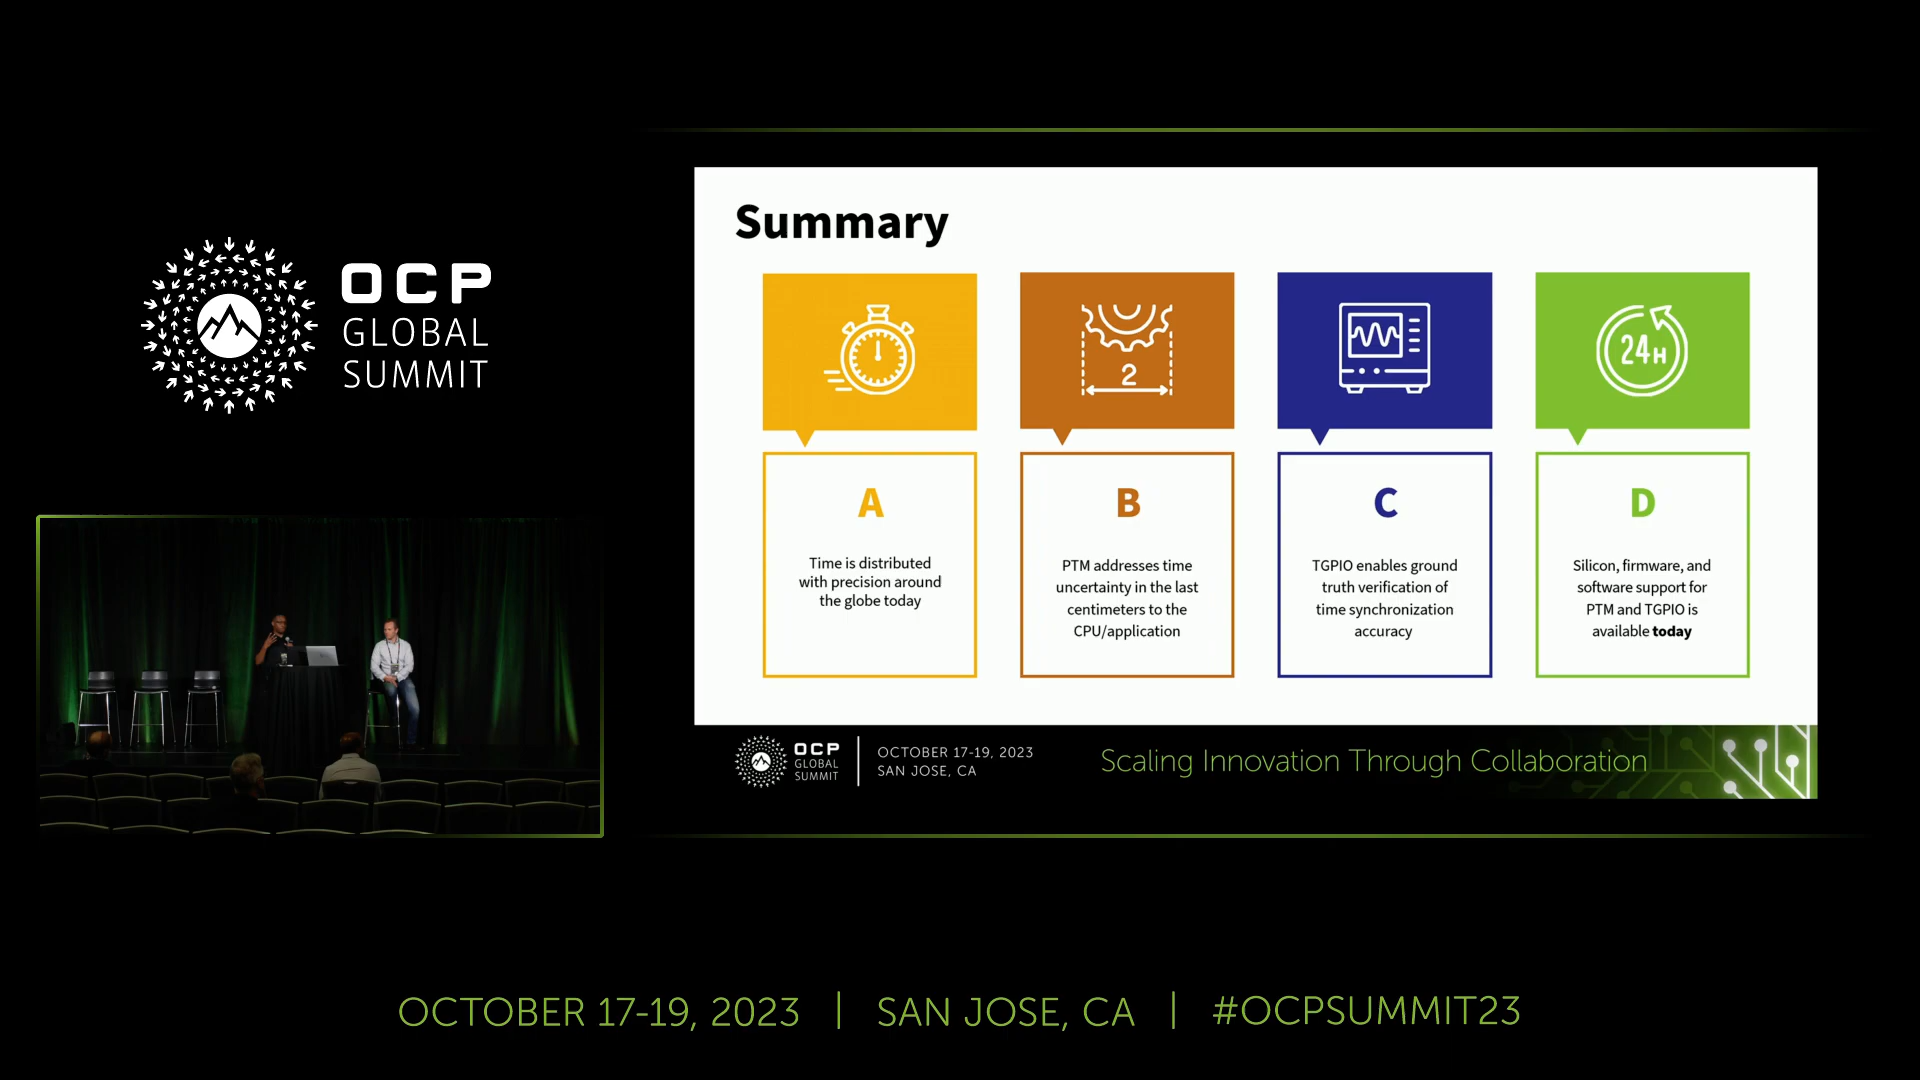 OCP
GLOBAL
SUMMIT
Summary
2
24H
A
Time is distributed
with precision around
the globe today
B
PTM addresses time
uncertainty in the last
centimeters to the
CPU/application
C
TGPIO enables ground
truth verification of
time synchronization
accuracy
D
Silicon, firmware, and
software support for
PTM and TGPIO is
available today
OCP
GLOBAL
SUMMIT
OCTOBER 17-19, 2023
SAN JOSE, CA
Scaling Innovation Through Collaboration
OCTOBER 17-19, 2023 | SAN JOSE, CA | #OCPSUMMIT23